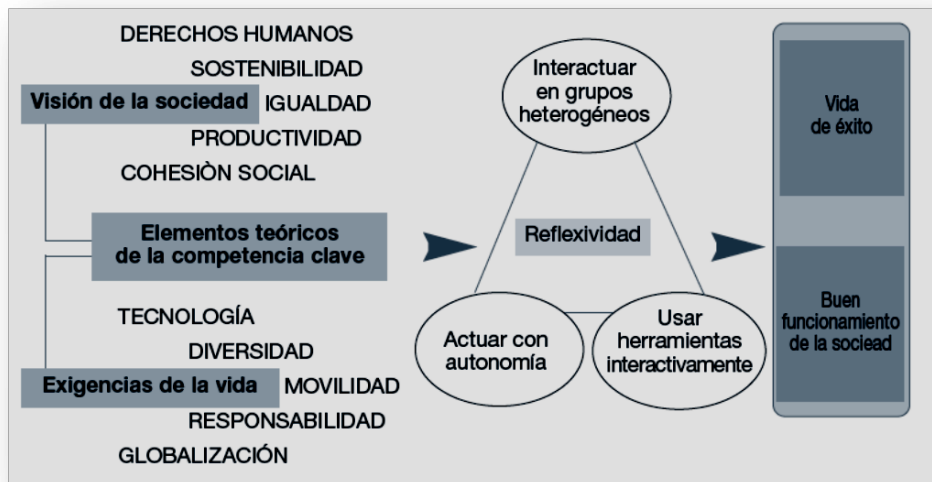 DERECHOS HUMANOS
SOSTENIBILIDAD
Visión de la sociedad
IGUALDAD
PRODUCTIVIDAD
COHESIÒN SOCIAL
Elementos teóricos
de la competencia clave
TECNOLOGÍA
DIVERSIDAD
Exigencias de la vida
MOVILIDAD
RESPONSABILIDAD
GLOBALIZACIÓN
Interactuar
en grupos
heterogéneos
Reflexividad
Actuar con
autonomía
Usar
herramientas
interactivamente
Vida
de éxito
Buen
funcionamiento
de la sociead